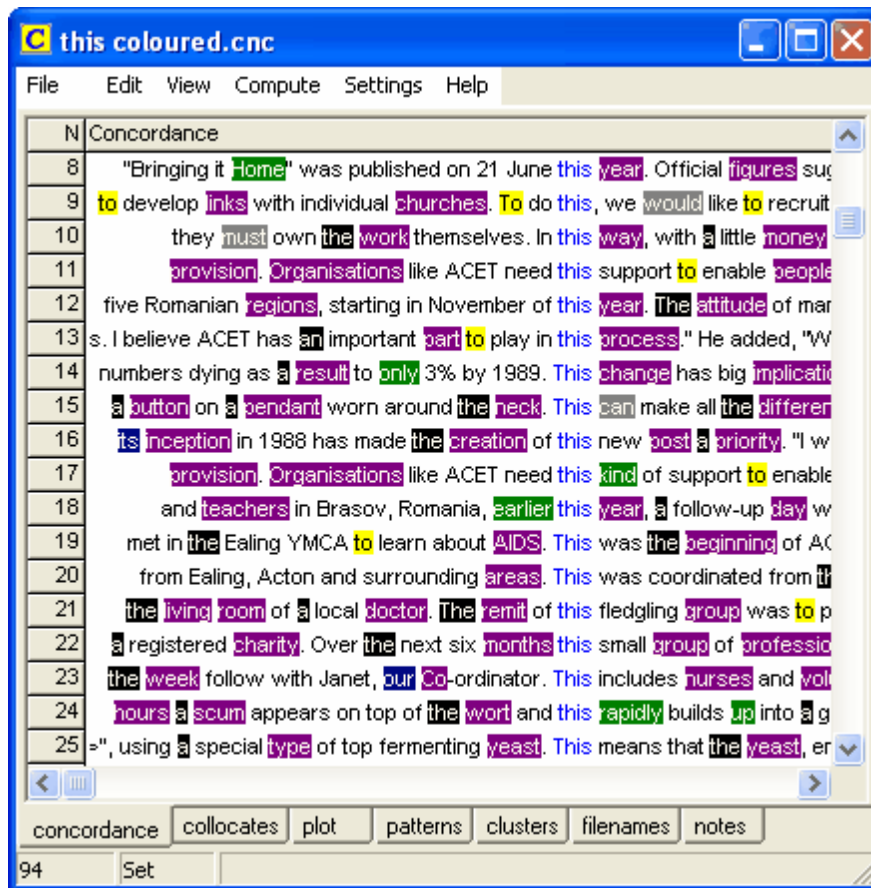 C this coloured.cnc
File Edit View Compute Settings Help
N Concordance
8 "Bringing it Home" was published on 21 June this year. Official figures sug
9 to develop links with individual churches. To do this, we would like to recruit
10 they must own the work themselves. In this way, with a little money
11 provision. Organisations like ACET need this support to enable people
12 five Romanian regions, starting in November of this year. The attitude of mar
13 s. I believe ACET has an important part to play in this process." He added, "W
14 numbers dying as a result to only 3% by 1989. This change has big implicatio
15 a button on a pendant worn around the neck. This can make all the differen
16 its inception in 1988 has made the creation of this new post a priority. "I w
17 provision. Organisations like ACET need this kind of support to enable
18 and teachers in Brasov, Romania, earlier this year, a follow-up day w
19 met in the Ealing YMCA to learn about AIDS. This was the beginning of AC
20 from Ealing, Acton and surrounding areas. This was coordinated from th
21 the living room of a local doctor. The remit of this fledgling group was to p
22 a registered charity. Over the next six months this small group of professio
23 the week follow with Janet, our Co-ordinator. This includes nurses and volu
24 hours a scum appears on top of the wort and this rapidly builds up into a g
25 =", using a special type of top fermenting yeast. This means that the yeast, en
concordance collocates plot patterns clusters filenames notes
94 Set